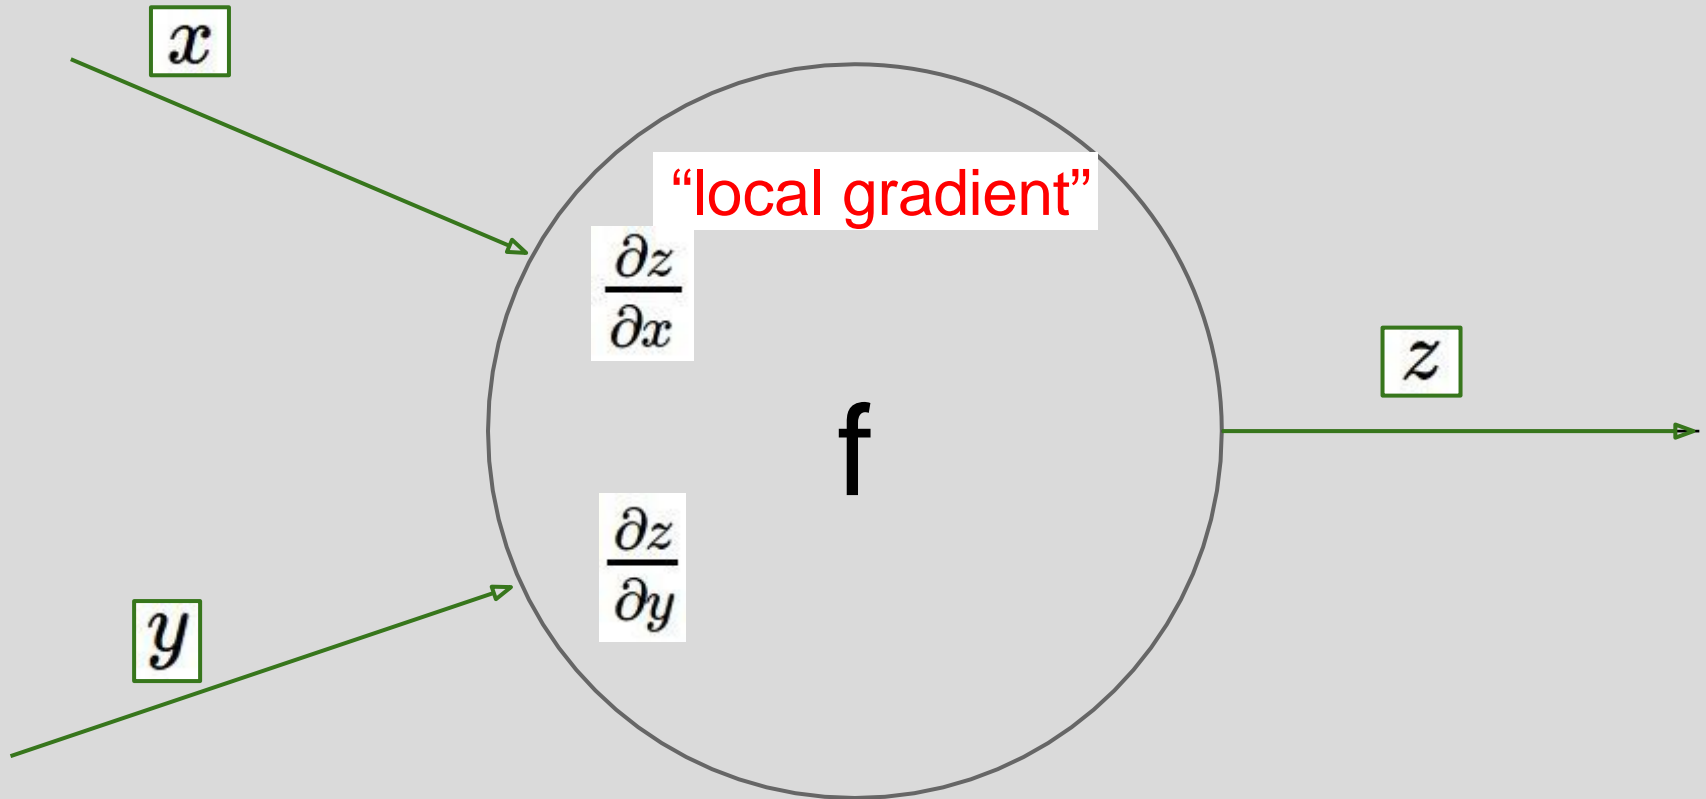 x
“local gradient”
∂z
∂x
z
f
∂z
∂y
y